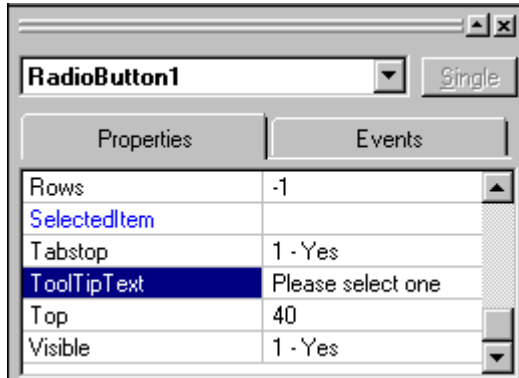 RadioButton1 Single
Properties Events
Rows -1
SelectedItem
Tabstop 1 - Yes
ToolTipText Please select one
Top 40
Visible 1 - Yes